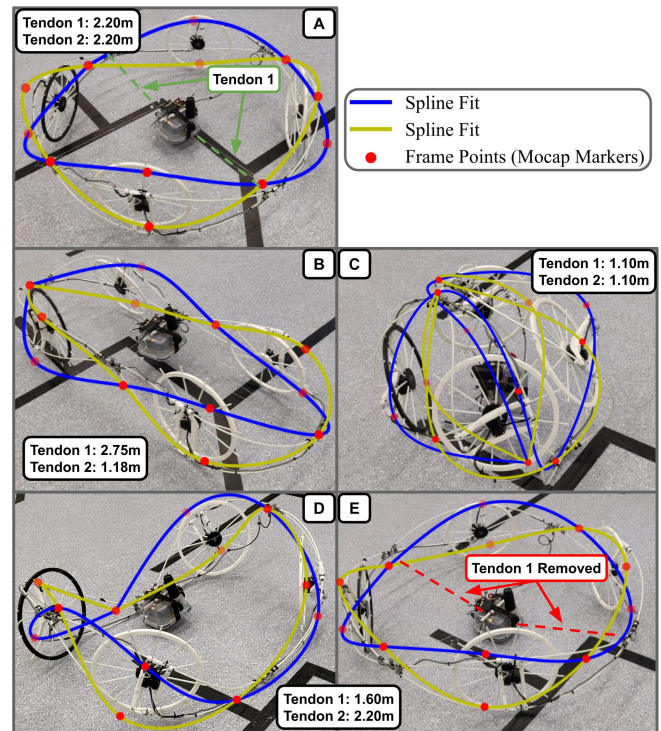 Tendon 1: 2.20m
Tendon 2: 2.20m
A
Tendon 1
Spline Fit
Spline Fit
Frame Points (Mocap Markers)
B
Tendon 1: 2.75m
Tendon 2: 1.18m
C
Tendon 1: 1.10m
Tendon 2: 1.10m
D
Tendon 1: 1.60m
Tendon 2: 2.20m
E
Tendon 1 Removed